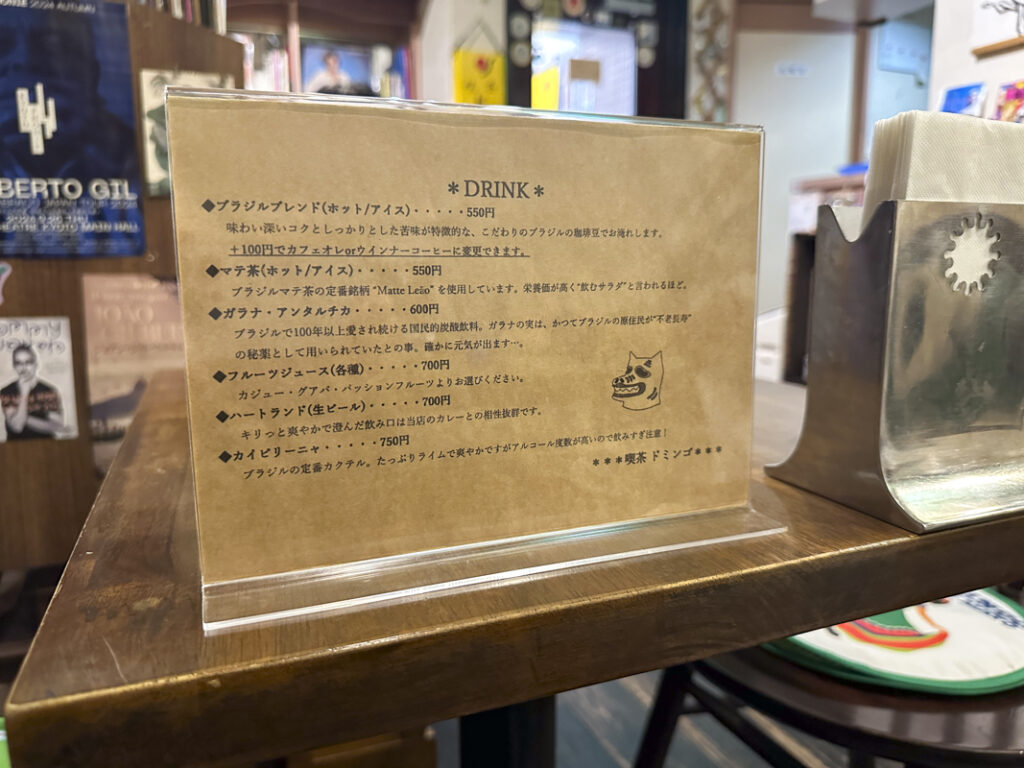 2024 AUTUMN
BERTO GIL
JAPAN TOUR 2024
2024.9.26 THU
THEATRE KYOTO MAIN HALL
＊DRINK＊
◆ブラジルブレンド(ホット/アイス)・・・・・550円
味わい深いコクとしっかりとした苦味が特徴的な、こだわりのブラジルの珈琲豆でお淹れします。
＋100円でカフェオレorウインナーコーヒーに変更できます。
◆マテ茶(ホット/アイス)・・・・・550円
ブラジルマテ茶の定番銘柄 “Matte Leão” を使用しています。栄養価が高く“飲むサラダ”と言われるほど。
◆ガラナ・アンタルチカ・・・・・600円
ブラジルで100年以上愛され続ける国民的炭酸飲料。ガラナの実は、かつてブラジルの原住民が“不老長寿”
の秘薬として用いられていたとの事。確かに元気が出ます…。
◆フルーツジュース(各種)・・・・・700円
カジュー・グアバ・パッションフルーツよりお選びください。
◆ハートランド(生ビール)・・・・・700円
キリっと爽やかで澄んだ飲み口は当店のカレーとの相性抜群です。
◆カイピリーニャ・・・・・750円
ブラジルの定番カクテル。たっぷりライムで爽やかですがアルコール度数が高いので飲みすぎ注意！
＊＊＊喫茶 ドミンゴ＊＊＊